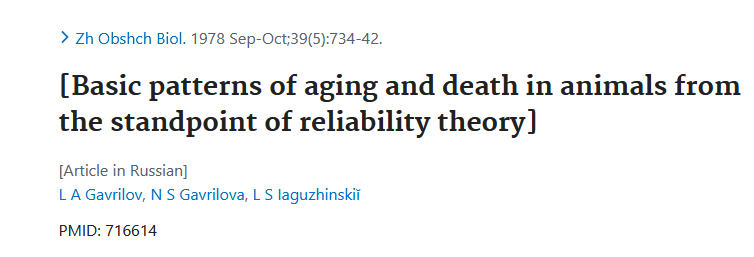 Zh Obshch Biol. 1978 Sep-Oct;39(5):734-42.
[Basic patterns of aging and death in animals from
the standpoint of reliability theory]
[Article in Russian]
L A Gavrilov, N S Gavrilova, L S Iaguzhinskiĭ
PMID: 716614